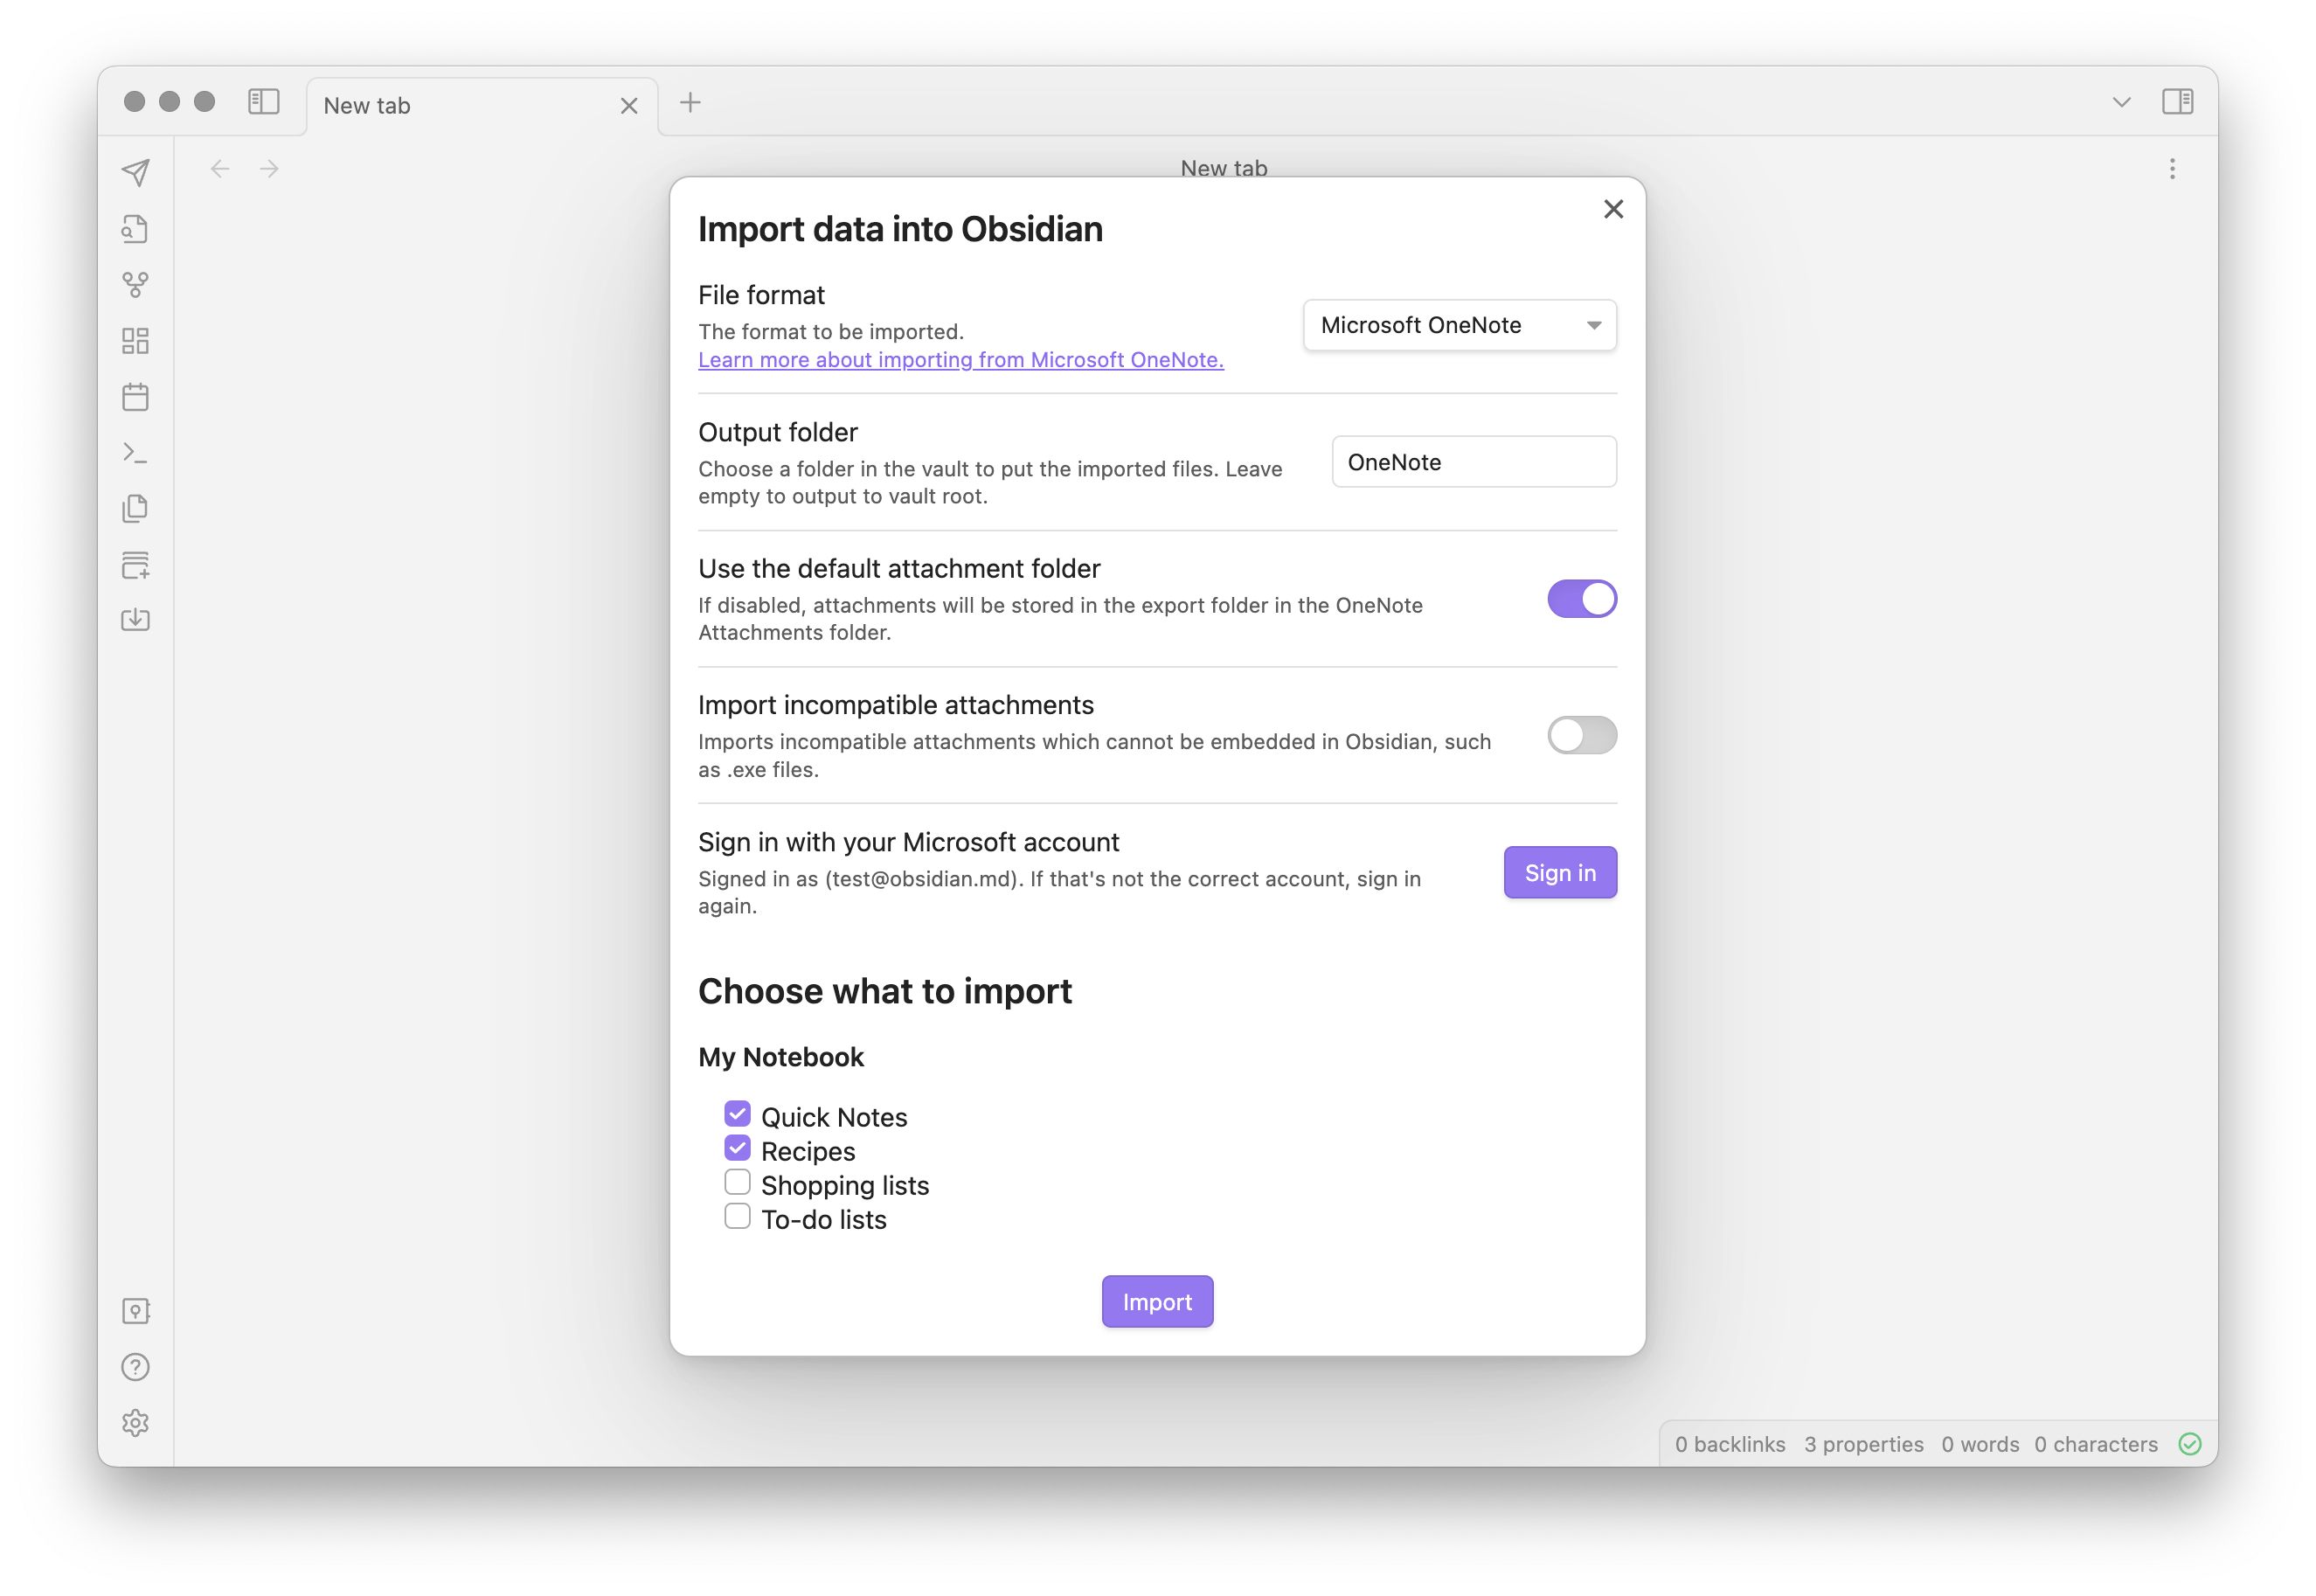 New tab
New tab
Import data into Obsidian
File format
The format to be imported.
Learn more about importing from Microsoft OneNote.
Microsoft OneNote
Output folder
Choose a folder in the vault to put the imported files. Leave
empty to output to vault root.
OneNote
Use the default attachment folder
If disabled, attachments will be stored in the export folder in the OneNote
Attachments folder.
Import incompatible attachments
Imports incompatible attachments which cannot be embedded in Obsidian, such
as .exe files.
Sign in with your Microsoft account
Signed in as (test@obsidian.md). If that's not the correct account, sign in
again.
Sign in
Choose what to import
My Notebook
Quick Notes
Recipes
Shopping lists
To-do lists
Import
0 backlinks 3 properties 0 words 0 characters